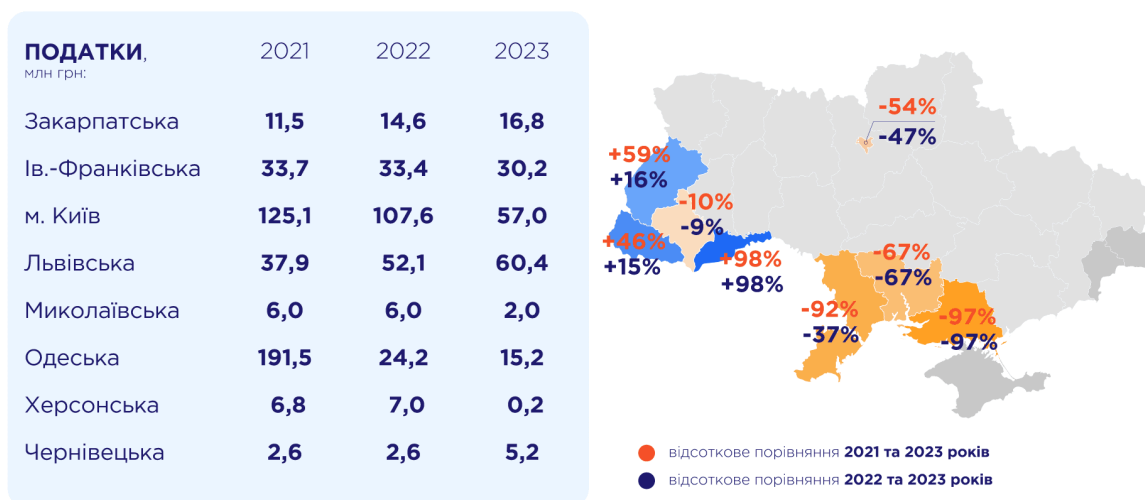 ПОДАТКИ, 2021 2022 2023
млн грн:
Закарпатська 11,5 14,6 16,8
Ів.-Франківська 33,7 33,4 30,2
м. Київ 125,1 107,6 57,0
Львівська 37,9 52,1 60,4
Миколаївська 6,0 6,0 2,0
Одеська 191,5 24,2 15,2
Херсонська 6,8 7,0 0,2
Чернівецька 2,6 2,6 5,2
-54%
-47%
+59%
+16%
-10%
-9%
+46%
+15%
+98%
+98%
-67%
-67%
-92%
-37%
-97%
-97%
відсоткове порівняння 2021 та 2023 років
відсоткове порівняння 2022 та 2023 років